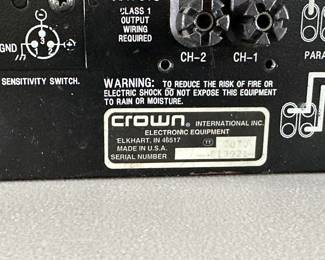 CLASS 1
OUTPUT
WIRING
REQUIRED
GND
CH-2
CH-1
PARA
SENSITIVITY SWITCH.
WARNING: TO REDUCE THE RISK OF FIRE OR
ELECTRIC SHOCK DO NOT EXPOSE THIS EQUIPMENT
TO RAIN OR MOISTURE.
crown® INTERNATIONAL INC.
ELECTRONIC EQUIPMENT
ELKHART, IN 46517
MADE IN U.S.A.
SERIAL NUMBER